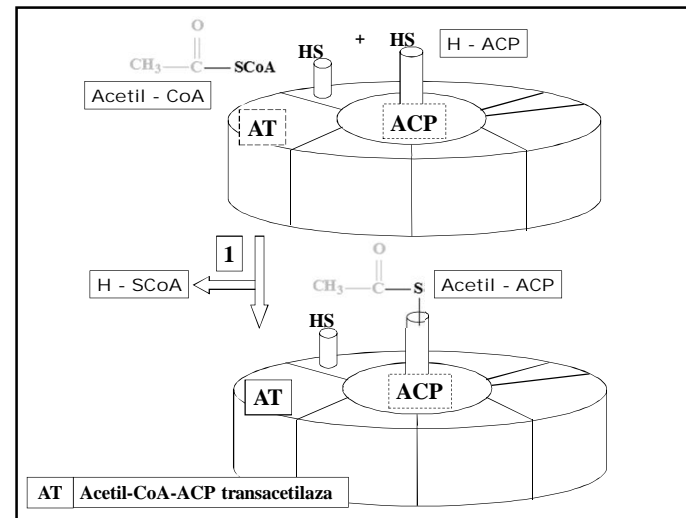 O
HS + HS H - ACP
CH₃—C—SCoA
Acetil - CoA
AT ACP
1
O
H - SCoA CH₃—C—S Acetil - ACP
HS
AT ACP
AT Acetil-CoA-ACP transacetilaza